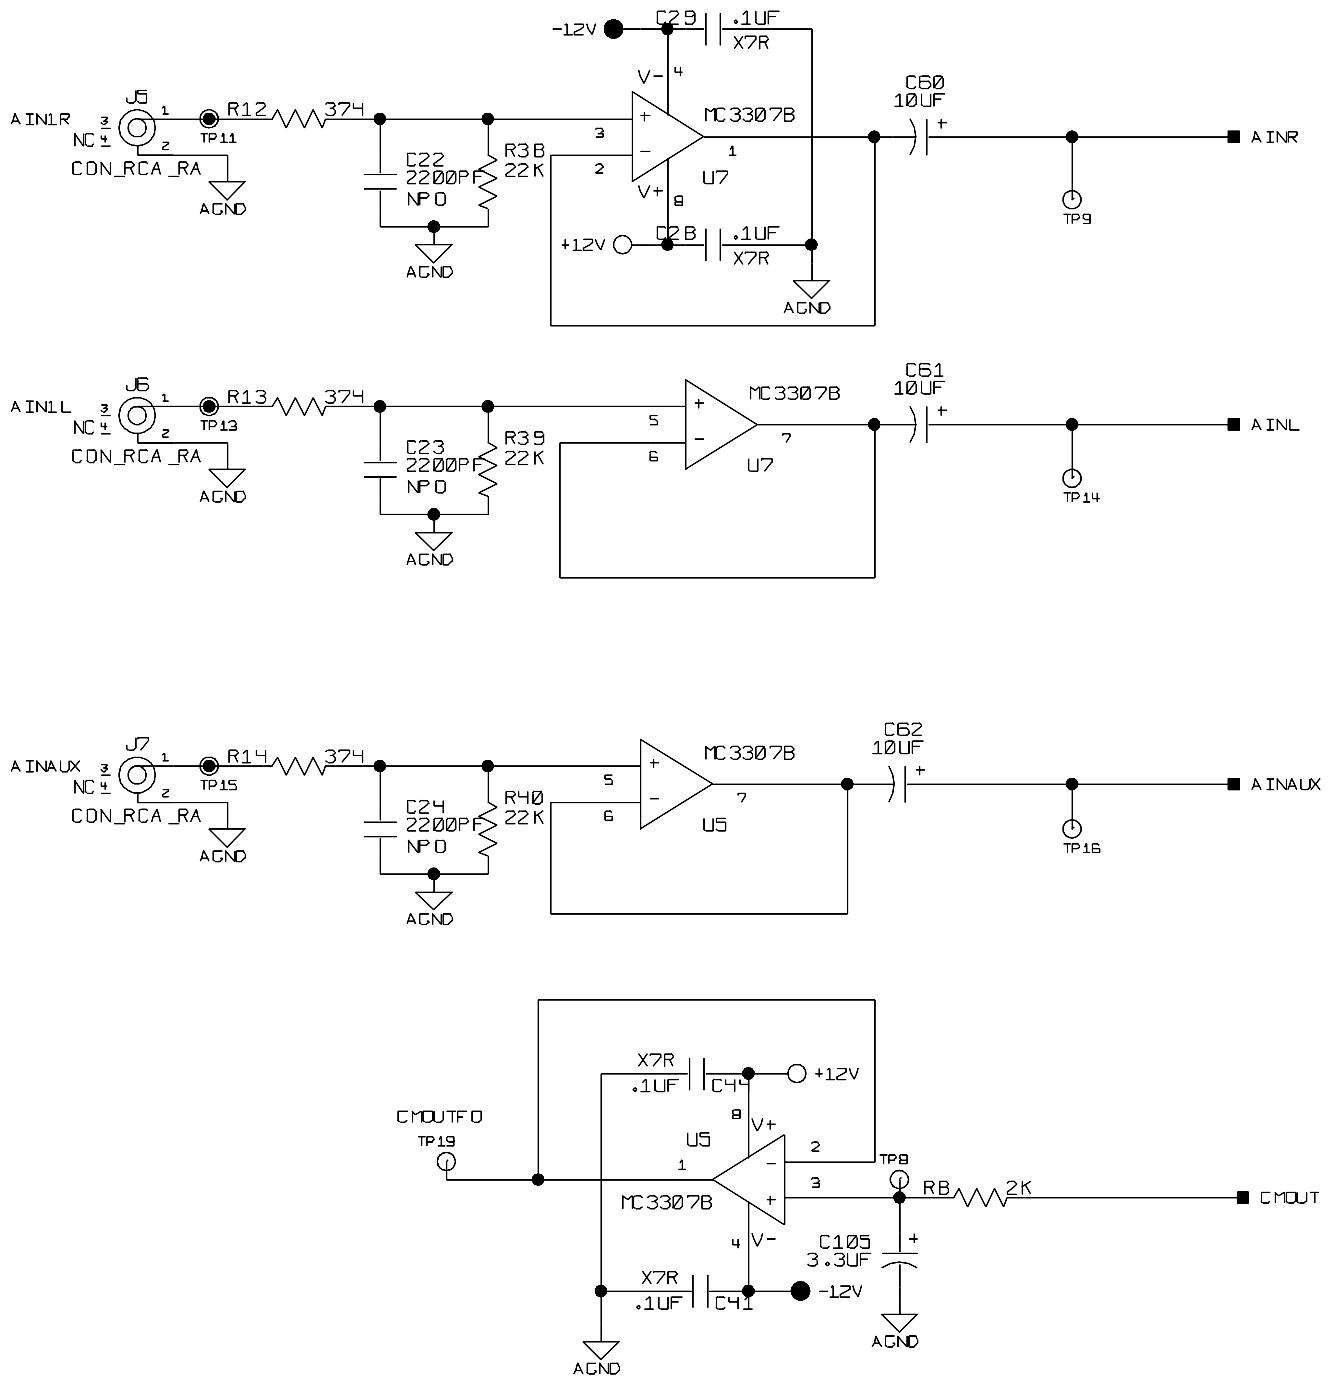 -12V
C29
.1UF
X7R
V-
4
AIN1R
J5
3
NC 4
1
2
TP11
CON_RCA_RA
AGND
R12
374
C22
2200PF
NPO
R38
22K
AGND
3
2
+
-
MC33078
1
U7
V+
8
+12V
C28
.1UF
X7R
AGND
C60
10UF
+
TP9
AINR
AIN1L
J6
3
NC 4
1
2
TP13
CON_RCA_RA
AGND
R13
374
C23
2200PF
NPO
R39
22K
AGND
5
6
+
-
MC33078
7
U7
C61
10UF
+
TP14
AINL
AINAUX
J7
3
NC 4
1
2
TP15
CON_RCA_RA
AGND
R14
374
C24
2200PF
NPO
R40
22K
AGND
5
6
+
-
MC33078
7
U5
C62
10UF
+
TP16
AINAUX
X7R
.1UF
C44
+12V
8
V+
CMOUTFO
TP19
U5
1
MC33078
-
+
2
3
4
V-
X7R
.1UF
C41
-12V
AGND
TP8
R8
2K
C105
3.3UF
+
AGND
CMOUT